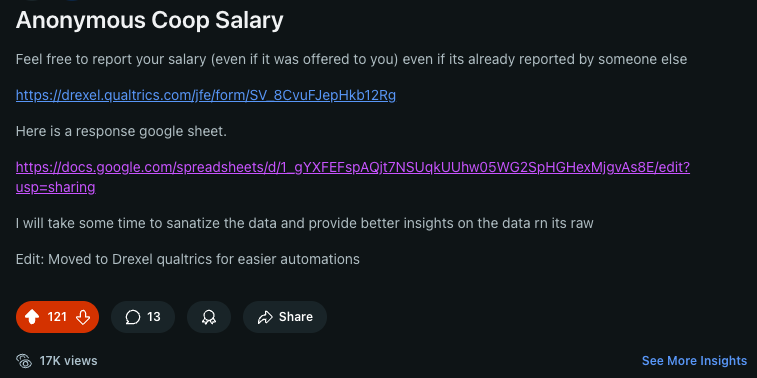 Anonymous Coop Salary
Feel free to report your salary (even if it was offered to you) even if its already reported by someone else
https://drexel.qualtrics.com/jfe/form/SV_8CvuFJepHkb12Rg
Here is a response google sheet.
https://docs.google.com/spreadsheets/d/1_gYXFEFspAQjt7NSUqkUUhw05WG2SpHGHexMjgvAs8E/edit?
usp=sharing
I will take some time to sanatize the data and provide better insights on the data rn its raw
Edit: Moved to Drexel qualtrics for easier automations
121 13 Share
17K views See More Insights